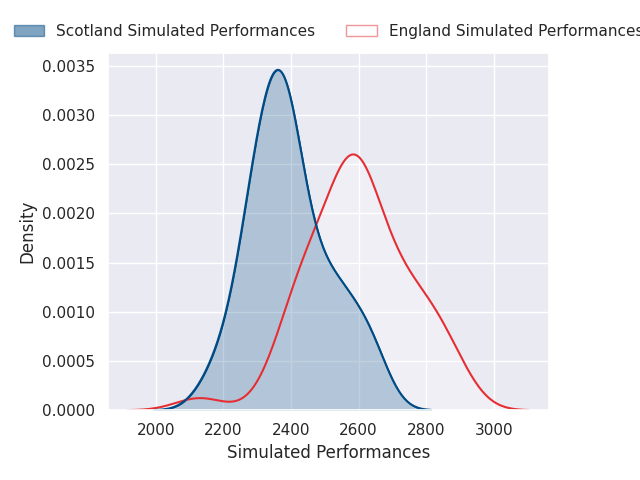 Scotland Simulated Performances
England Simulated Performances
0.0035
0.0030
0.0025
0.0020
0.0015
0.0010
0.0005
0.0000
Density
2000 2200 2400 2600 2800 3000
Simulated Performances